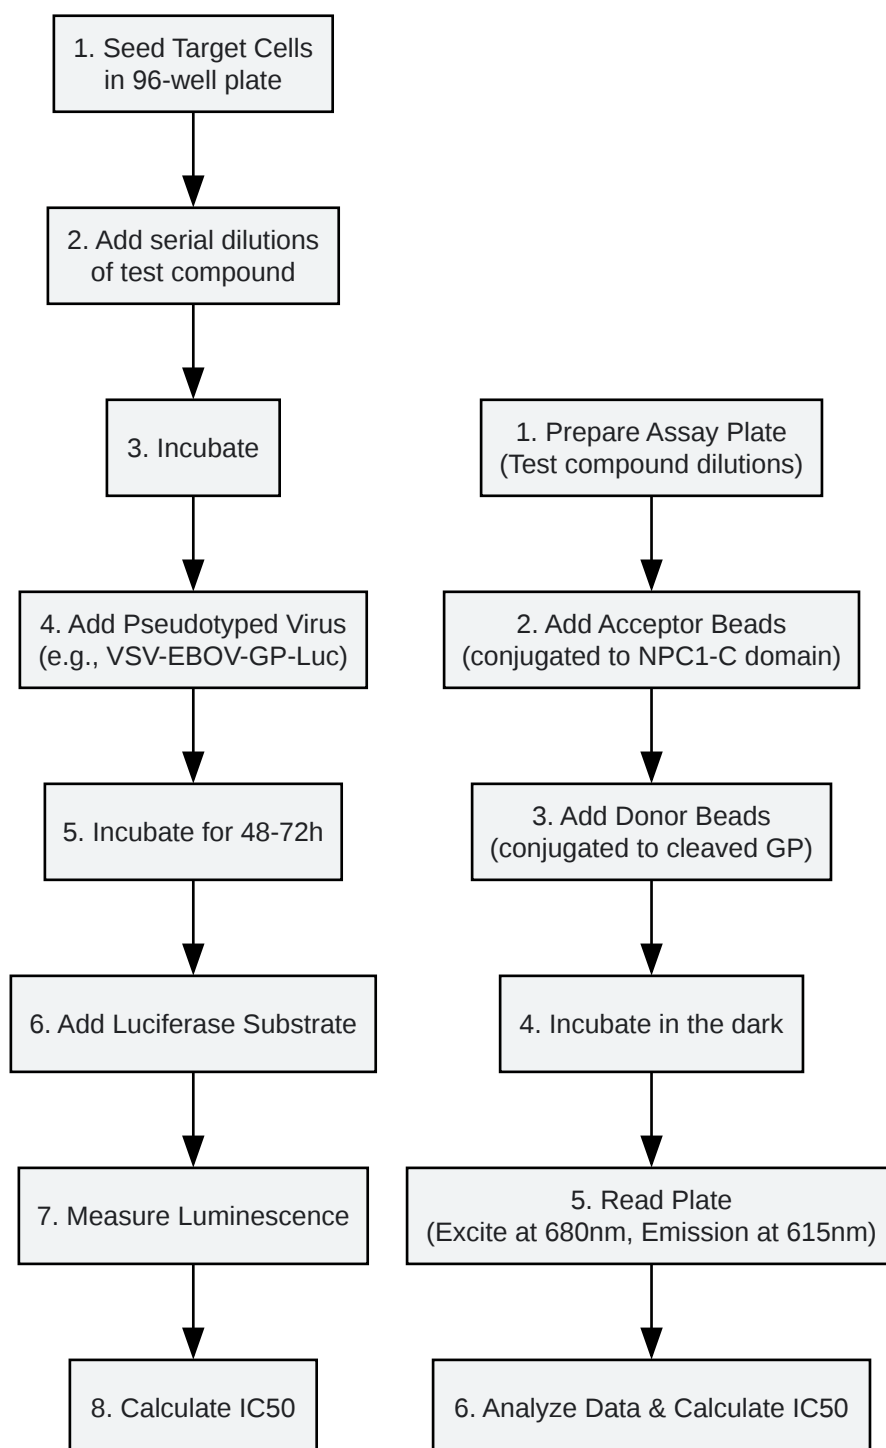 1. Seed Target Cells
in 96-well plate
2. Add serial dilutions
of test compound
3. Incubate
4. Add Pseudotyped Virus
(e.g., VSV-EBOV-GP-Luc)
5. Incubate for 48-72h
6. Add Luciferase Substrate
7. Measure Luminescence
8. Calculate IC50
1. Prepare Assay Plate
(Test compound dilutions)
2. Add Acceptor Beads
(conjugated to NPC1-C domain)
3. Add Donor Beads
(conjugated to cleaved GP)
4. Incubate in the dark
5. Read Plate
(Excite at 680nm, Emission at 615nm)
6. Analyze Data & Calculate IC50